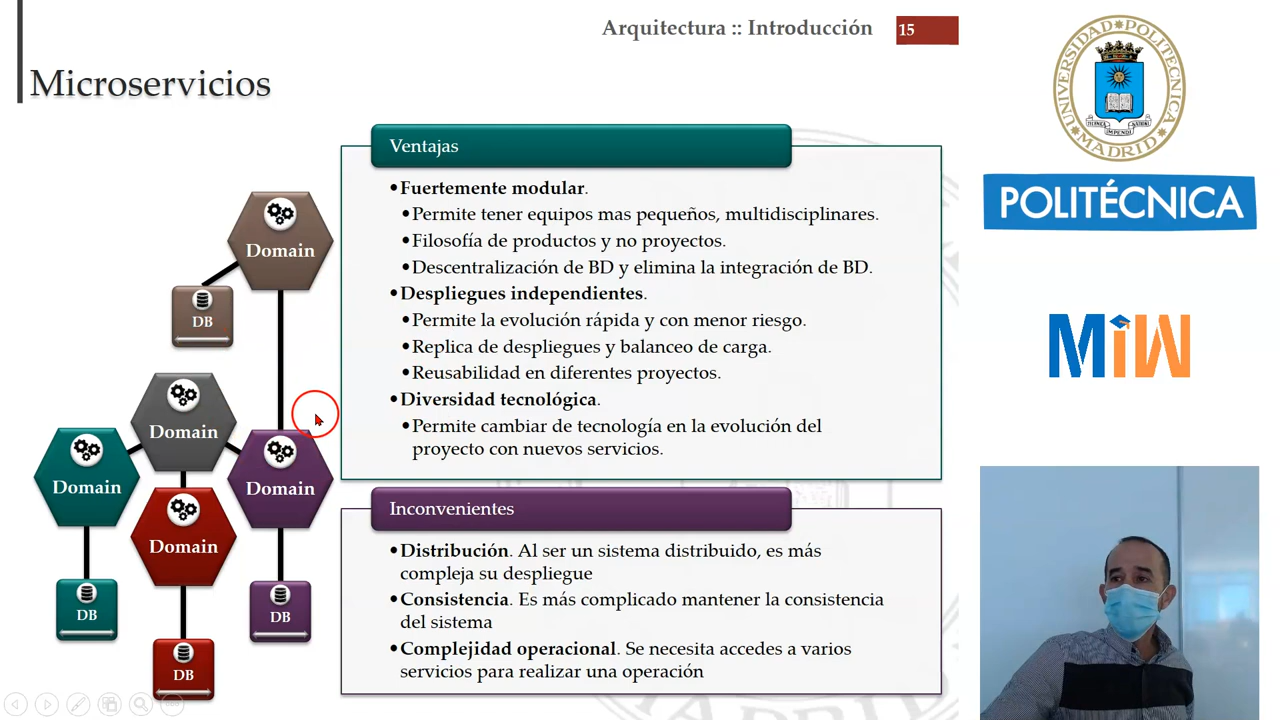 Arquitectura :: Introducción
15
Microservicios
Ventajas
•Fuertemente modular.
•Permite tener equipos mas pequeños, multidisciplinares.
•Filosofía de productos y no proyectos.
•Descentralización de BD y elimina la integración de BD.
•Despliegues independientes.
•Permite la evolución rápida y con menor riesgo.
•Replica de despliegues y balanceo de carga.
•Reusabilidad en diferentes proyectos.
•Diversidad tecnológica.
•Permite cambiar de tecnología en la evolución del
proyecto con nuevos servicios.
Inconvenientes
•Distribución. Al ser un sistema distribuido, es más
compleja su despliegue
•Consistencia. Es más complicado mantener la consistencia
del sistema
•Complejidad operacional. Se necesita accedes a varios
servicios para realizar una operación
Domain
DB
Domain
Domain
Domain
Domain
DB
DB
DB
UNIVERSIDAD POLITÉCNICA
MADRID
POLITÉCNICA
MiW